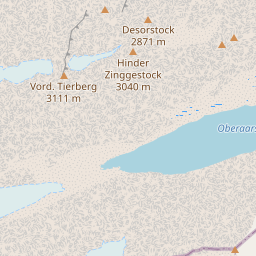 Desorstock
2871 m
Hinder
Zinggestock
3040 m
Vord. Tierberg
3111 m
Oberaars